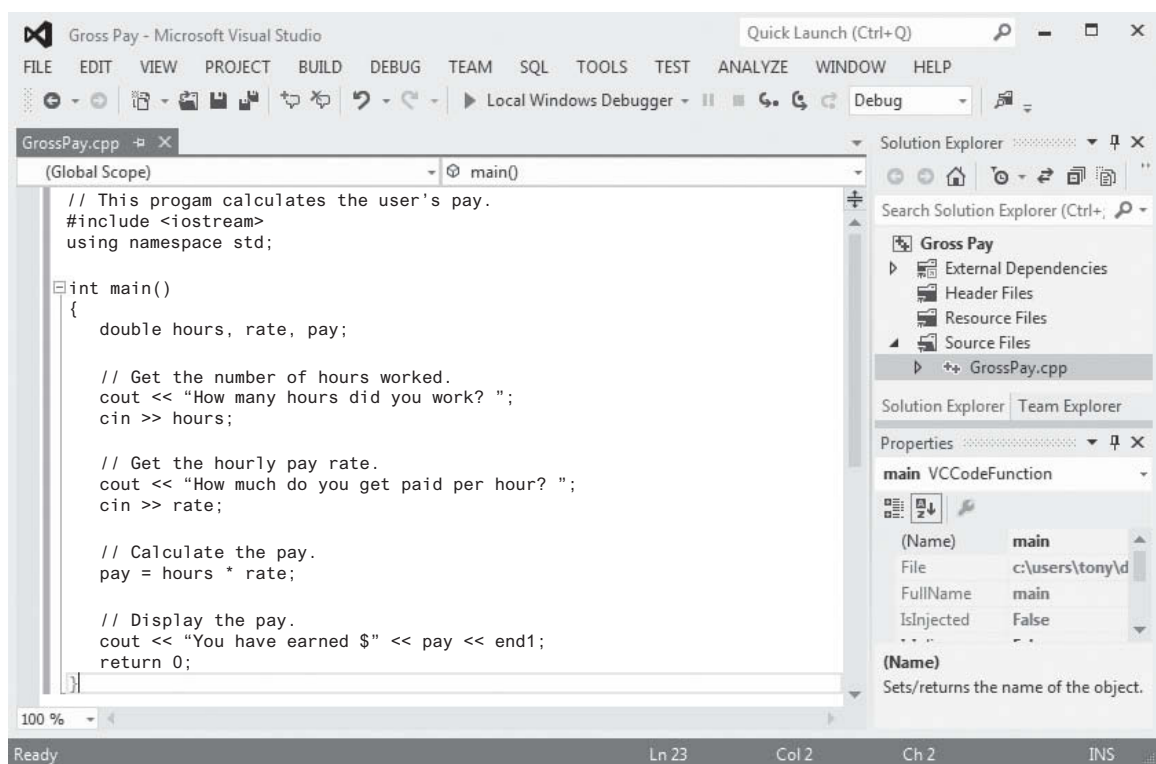 Gross Pay - Microsoft Visual Studio
Quick Launch (Ctrl+Q)
FILE EDIT VIEW PROJECT BUILD DEBUG TEAM SQL TOOLS TEST ANALYZE WINDOW HELP
Local Windows Debugger
Debug
GrossPay.cpp
(Global Scope)
main()
// This progam calculates the user’s pay.
#include <iostream>
using namespace std;
int main()
{
double hours, rate, pay;
// Get the number of hours worked.
cout << “How many hours did you work? ”;
cin >> hours;
// Get the hourly pay rate.
cout << “How much do you get paid per hour? ”;
cin >> rate;
// Calculate the pay.
pay = hours * rate;
// Display the pay.
cout << “You have earned $” << pay << end1;
return 0;
}
100 %
Solution Explorer
Search Solution Explorer (Ctrl+;
Gross Pay
External Dependencies
Header Files
Resource Files
Source Files
GrossPay.cpp
Solution Explorer Team Explorer
Properties
main VCCodeFunction
(Name) main
File c:\users\tony\d
FullName main
IsInjected False
(Name)
Sets/returns the name of the object.
Ready Ln 23 Col 2 Ch 2 INS